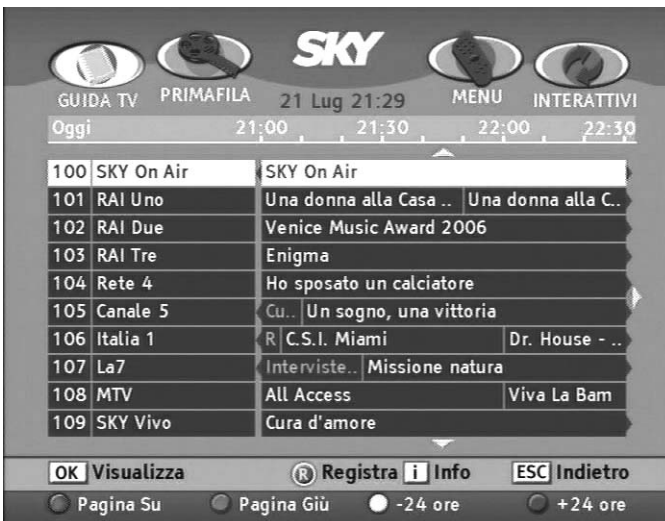 SKY
GUIDA TV PRIMAFILA 21 Lug 21:29 MENU INTERATTIVI
Oggi 21:00 21:30 22:00 22:30
100 SKY On Air SKY On Air
101 RAI Uno Una donna alla Casa .. Una donna alla C..
102 RAI Due Venice Music Award 2006
103 RAI Tre Enigma
104 Rete 4 Ho sposato un calciatore
105 Canale 5 Cu.. Un sogno, una vittoria
106 Italia 1 R C.S.I. Miami Dr. House - ..
107 La7 Interviste.. Missione natura
108 MTV All Access Viva La Bam
109 SKY Vivo Cura d'amore
OK Visualizza R Registra i Info ESC Indietro
Pagina Su Pagina Giù -24 ore +24 ore